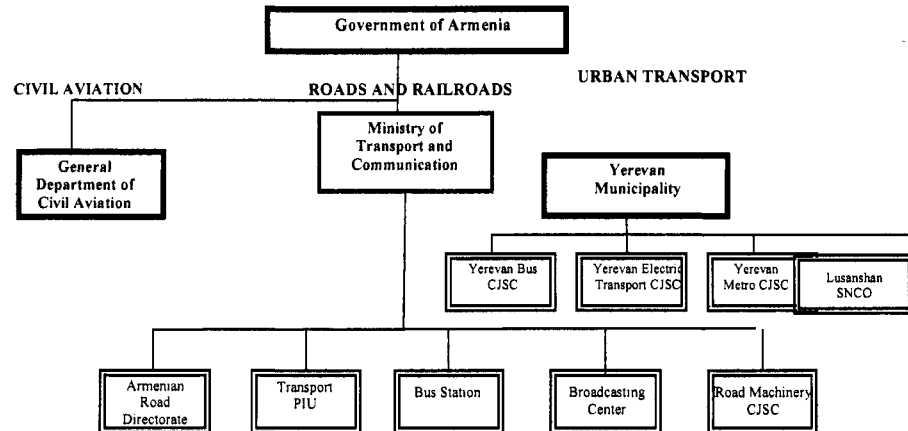 Government of Armenia
CIVIL AVIATION
ROADS AND RAILROADS
URBAN TRANSPORT
Ministry of
Transport and
Communication
General
Department of
Civil Aviation
Yerevan
Municipality
Yerevan Bus
CJSC
Yerevan Electric
Transport CJSC
Yerevan
Metro CJSC
Lusanshan
SNCO
Armenian
Road
Directorate
Transport
PIU
Bus Station
Broadcasting
Center
Road Machinery
CJSC